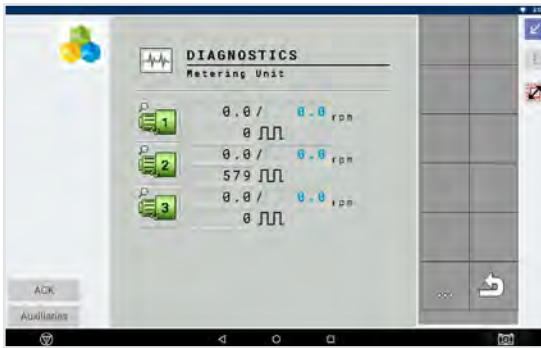 DIAGNOSTICS
Metering Unit
0.0/ 0.0 rpm
1
0
0.0/ 0.0 rpm
2
579
0.0/ 0.0 rpm
3
0
ACK
...
Auxiliaries